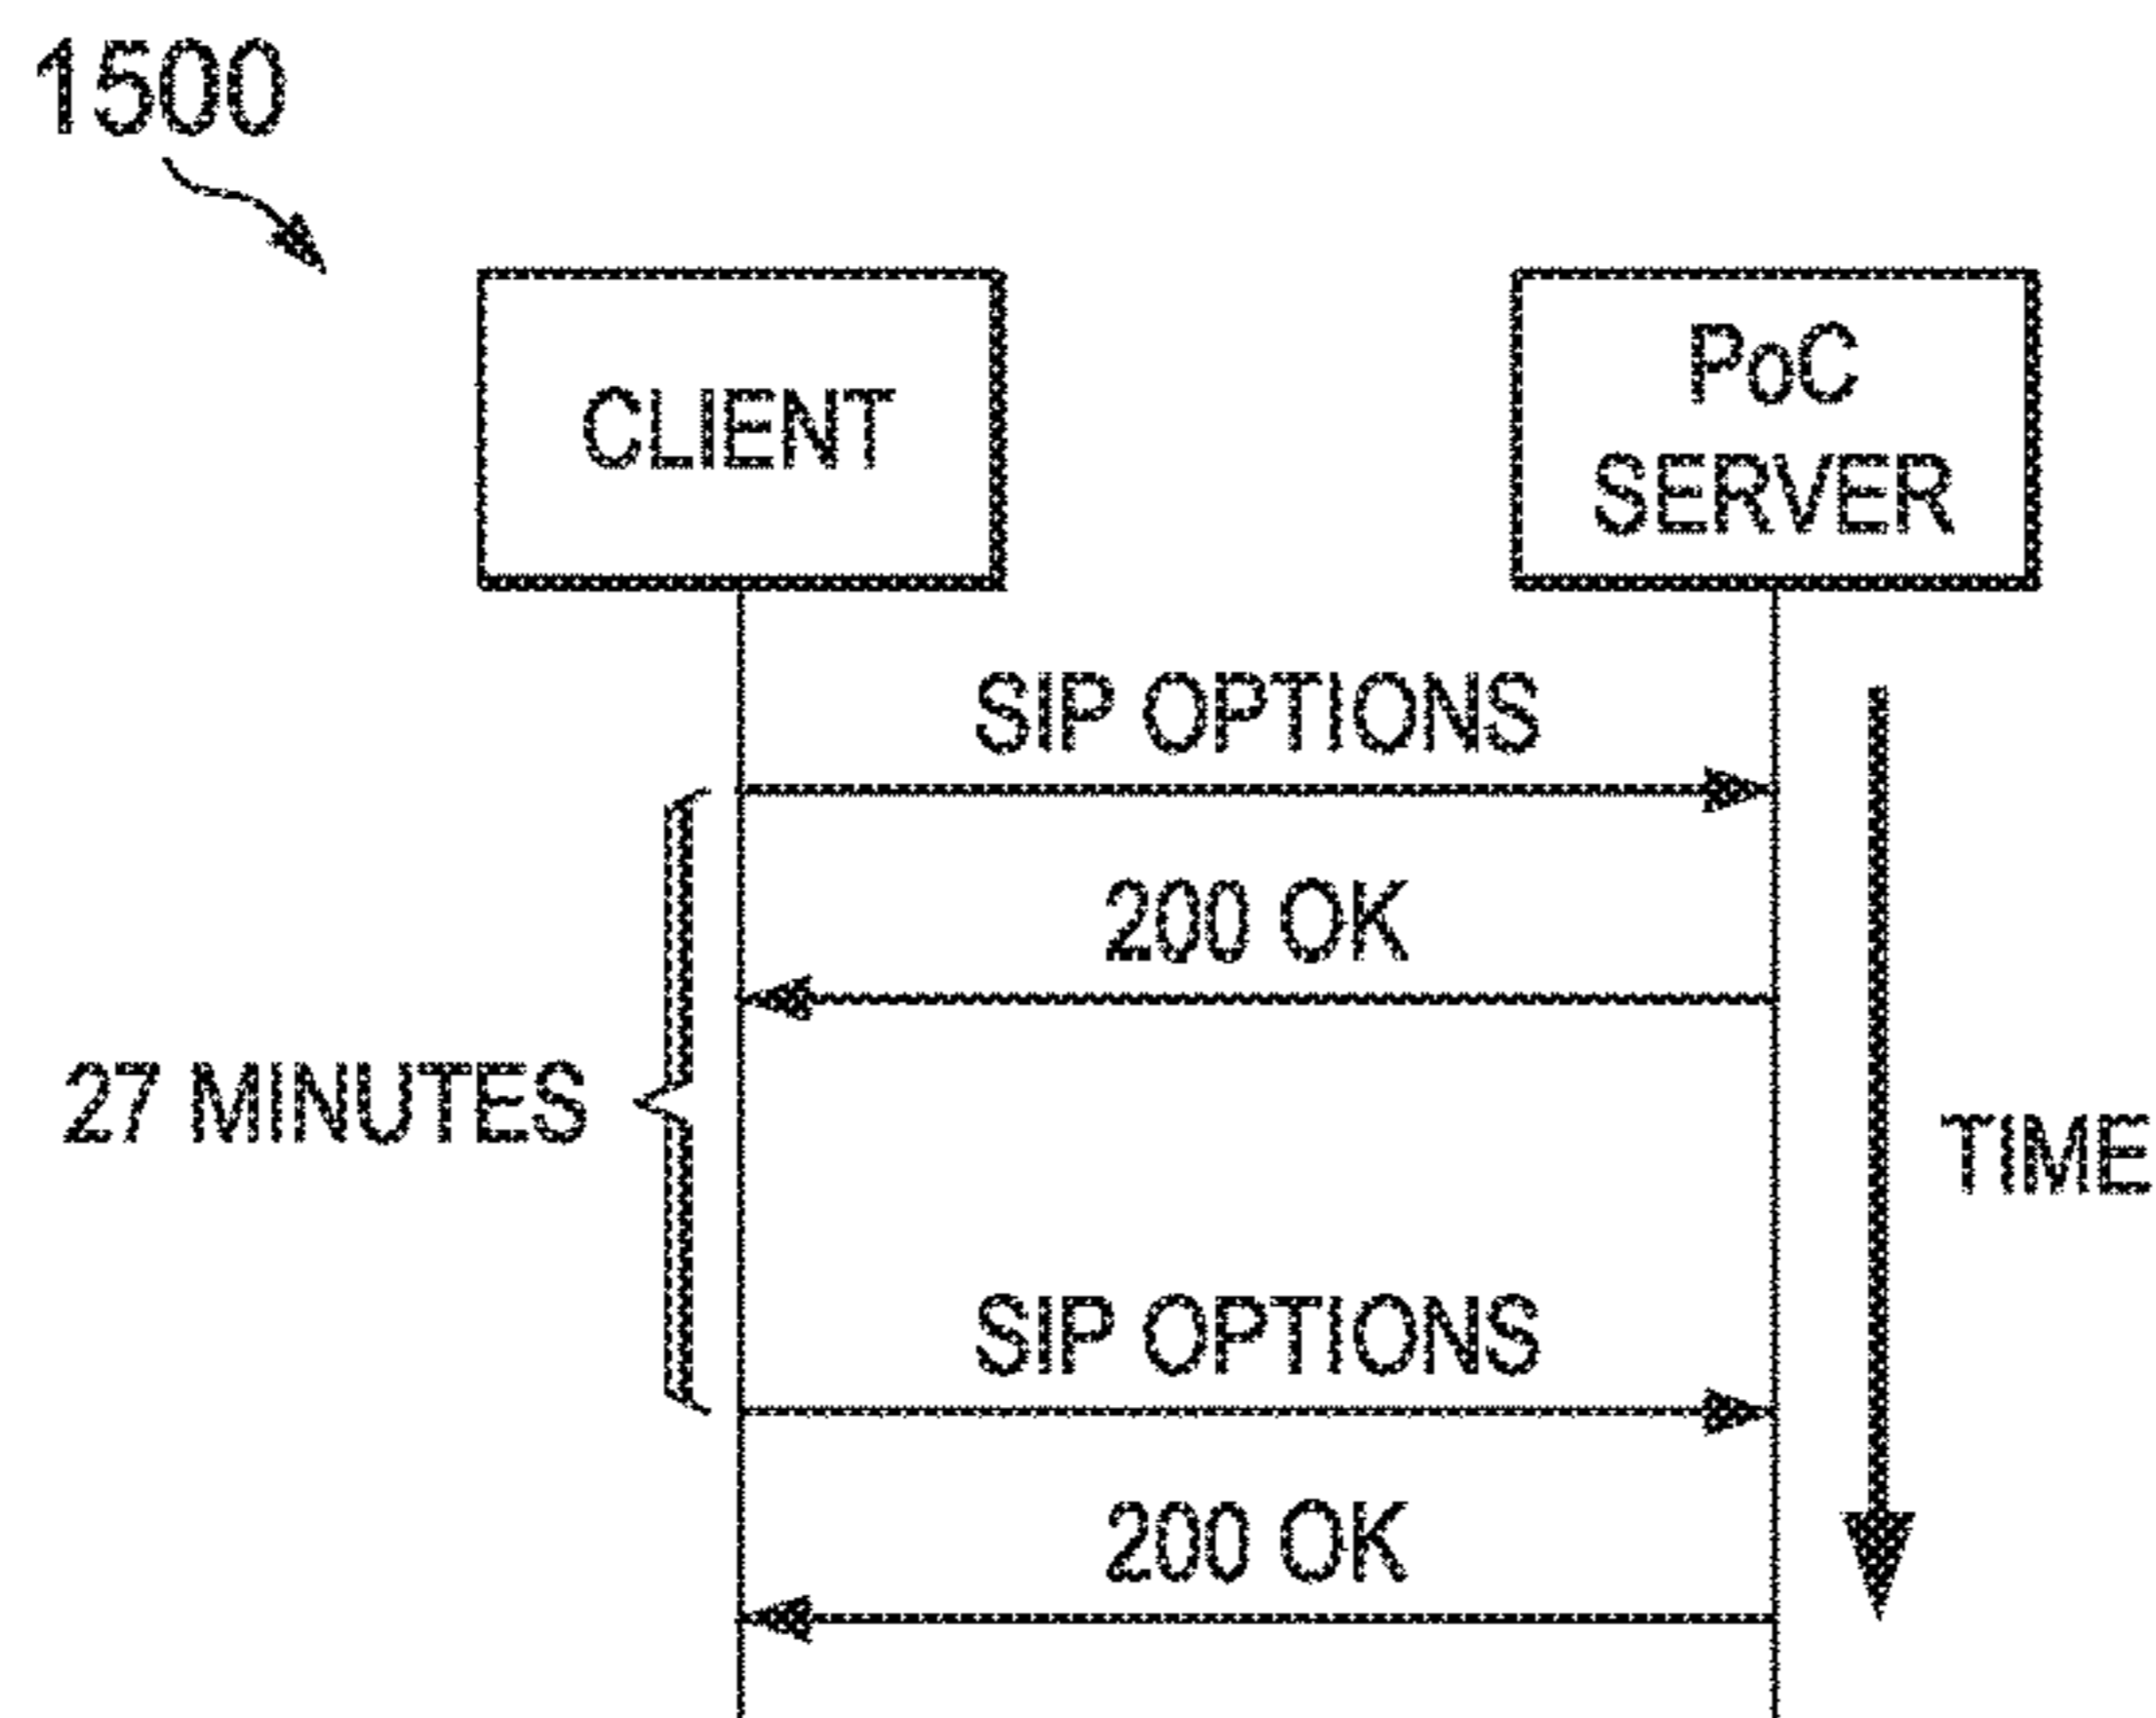 1500
CLIENT
PoC
SERVER
SIP OPTIONS
200 OK
27 MINUTES
TIME
SIP OPTIONS
200 OK